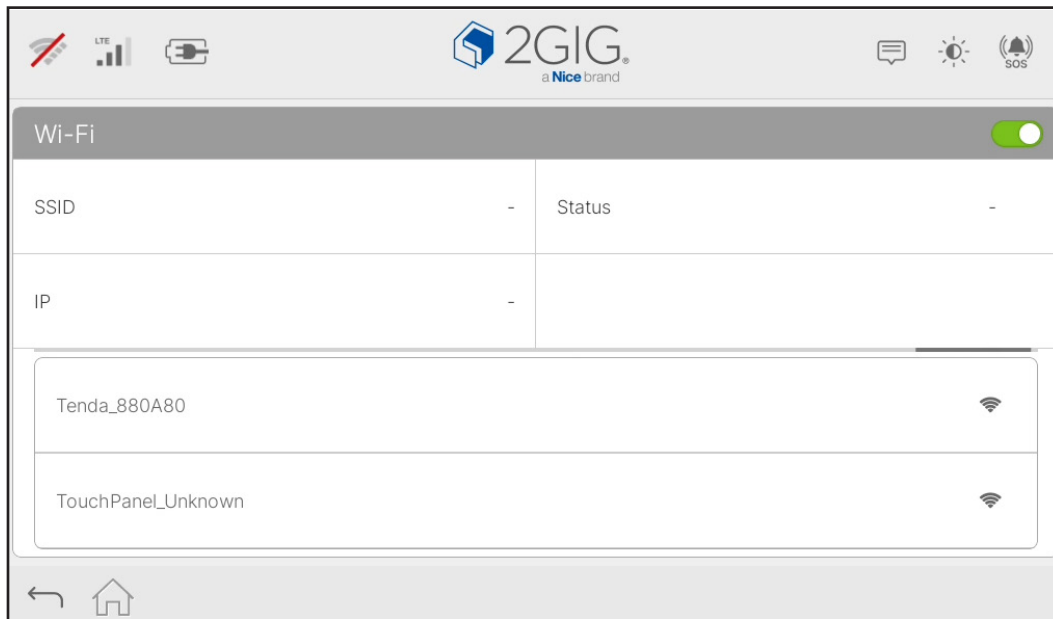 LTE
2GIG®
a Nice brand
SOS
Wi-Fi
SSID -
Status -
IP -
Tenda_880A80
TouchPanel_Unknown